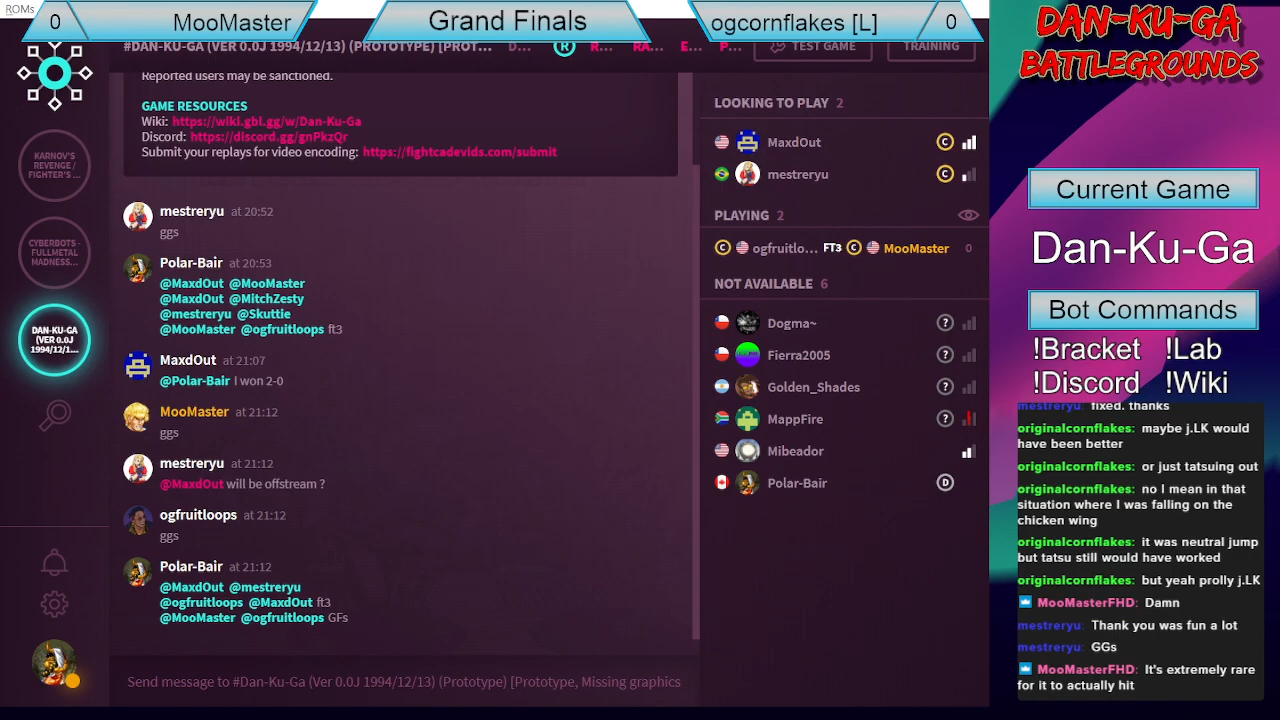 ROMs
0 MooMaster Grand Finals ogcornflakes [L] 0
#DAN-KU-GA (VER 0.0J 1994/12/13) (PROTOTYPE) [PROT... D... R R... RA... E... P... TEST GAME TRAINING
Reported users may be sanctioned.
GAME RESOURCES
Wiki: https://wiki.gbl.gg/w/Dan-Ku-Ga
Discord: https://discord.gg/gnPkzQr
Submit your replays for video encoding: https://fightcadevids.com/submit
KARNOV'S
REVENGE /
FIGHTER'S ...
CYBERBOTS -
FULLMETAL
MADNESS...
DAN-KU-GA
(VER 0.0J
1994/12/1...
mestreryu at 20:52
ggs
Polar-Bair at 20:53
@MaxdOut @MooMaster
@MaxdOut @MitchZesty
@mestreryu @Skuttie
@MooMaster @ogfruitloops ft3
MaxdOut at 21:07
@Polar-Bair I won 2-0
MooMaster at 21:12
ggs
mestreryu at 21:12
@MaxdOut will be offstream ?
ogfruitloops at 21:12
ggs
Polar-Bair at 21:12
@MaxdOut @mestreryu
@ogfruitloops @MaxdOut ft3
@MooMaster @ogfruitloops GFs
Send message to #Dan-Ku-Ga (Ver 0.0J 1994/12/13) (Prototype) [Prototype, Missing graphics
LOOKING TO PLAY 2
MaxdOut C
mestreryu C
PLAYING 2
C ogfruitlo... FT3 C MooMaster 0
NOT AVAILABLE 6
Dogma~ ?
Fierra2005 ?
Golden_Shades ?
MappFire ?
Mibeador
Polar-Bair D
DAN-KU-GA
BATTLEGROUNDS
Current Game
Dan-Ku-Ga
Bot Commands
!Bracket !Lab
!Discord !Wiki
mestreryu: fixed. thanks
originalcornflakes: maybe j.LK would
have been better
originalcornflakes: or just tatsuing out
originalcornflakes: no I mean in that
situation where I was falling on the
chicken wing
originalcornflakes: it was neutral jump
but tatsu still would have worked
originalcornflakes: but yeah prolly j.LK
MooMasterFHD: Damn
mestreryu: Thank you was fun a lot
mestreryu: GGs
MooMasterFHD: It's extremely rare
for it to actually hit